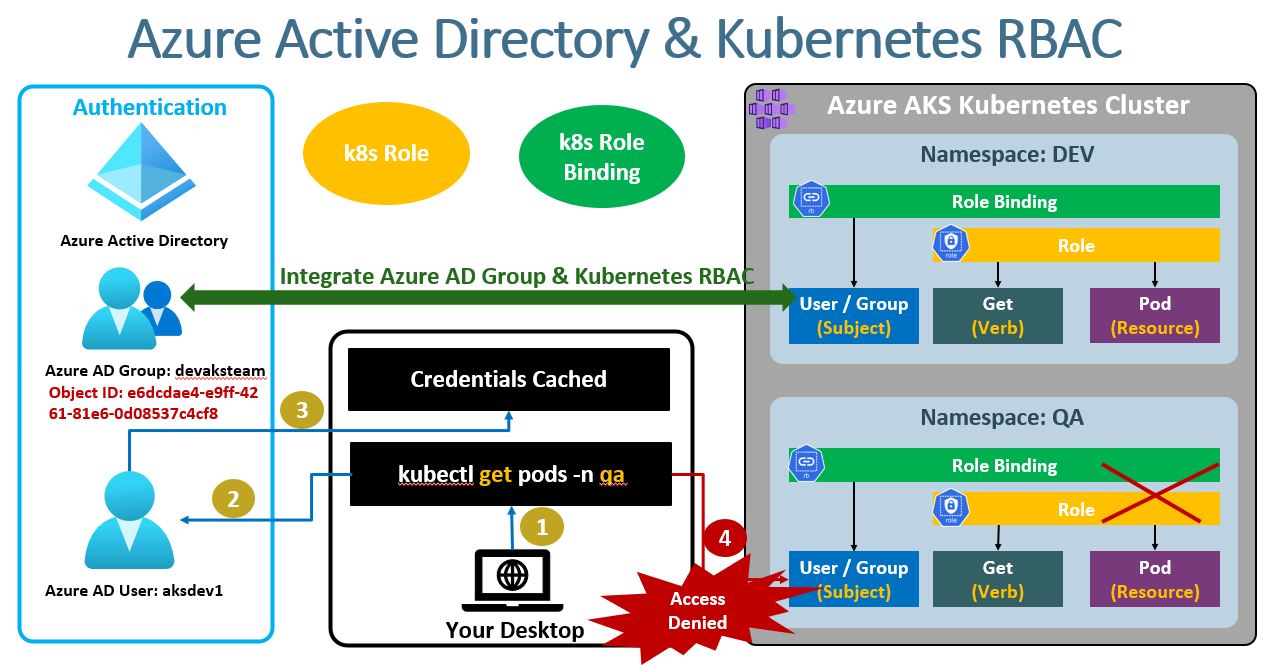 Azure Active Directory & Kubernetes RBAC
Authentication
Azure Active Directory
Azure AD Group: devaksteam
Object ID: e6dcdae4-e9ff-42
61-81e6-0d08537c4cf8
Azure AD User: aksdev1
k8s Role
k8s Role
Binding
Integrate Azure AD Group & Kubernetes RBAC
Credentials Cached
3
kubectl get pods -n qa
2
1
4
Your Desktop
Access
Denied
Azure AKS Kubernetes Cluster
Namespace: DEV
rb
Role Binding
role
Role
User / Group
(Subject)
Get
(Verb)
Pod
(Resource)
Namespace: QA
rb
Role Binding
role
Role
User / Group
(Subject)
Get
(Verb)
Pod
(Resource)